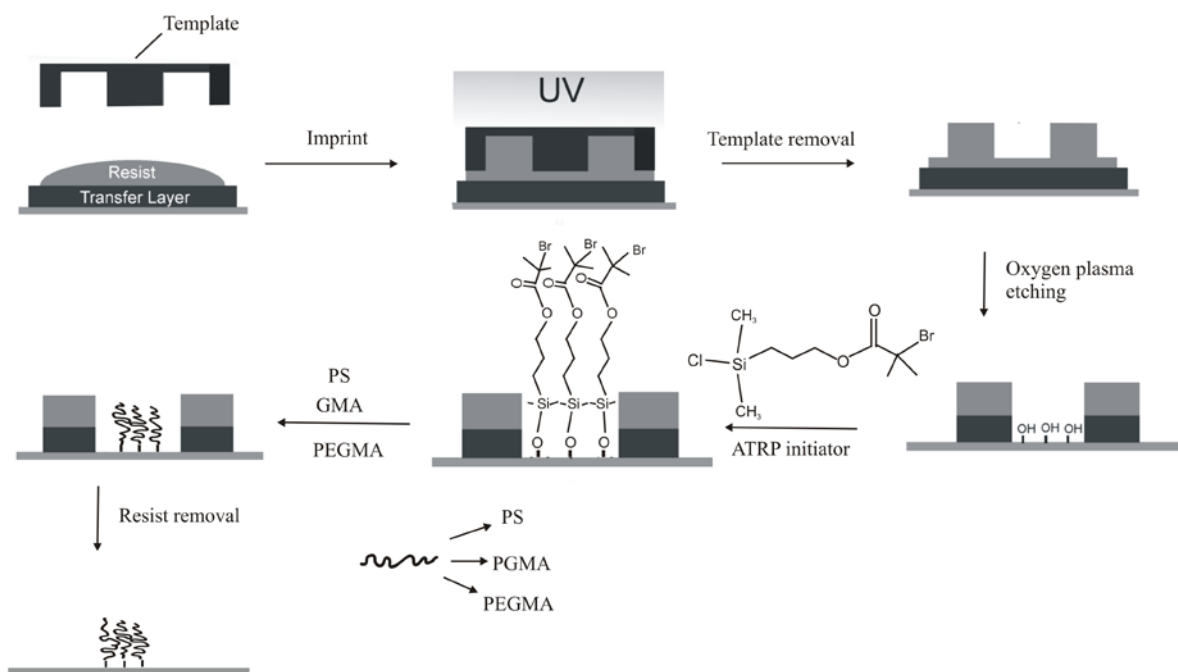 Template
Resist
Transfer Layer
Imprint
UV
Template removal
Oxygen plasma
etching
CH₃
Cl
Si
CH₃
O
O
Br
ATRP initiator
OH
OH
OH
Br
Br
Br
O
O
O
O
O
O
Si
Si
Si
O
O
O
PS
GMA
PEGMA
Resist removal
PS
PGMA
PEGMA